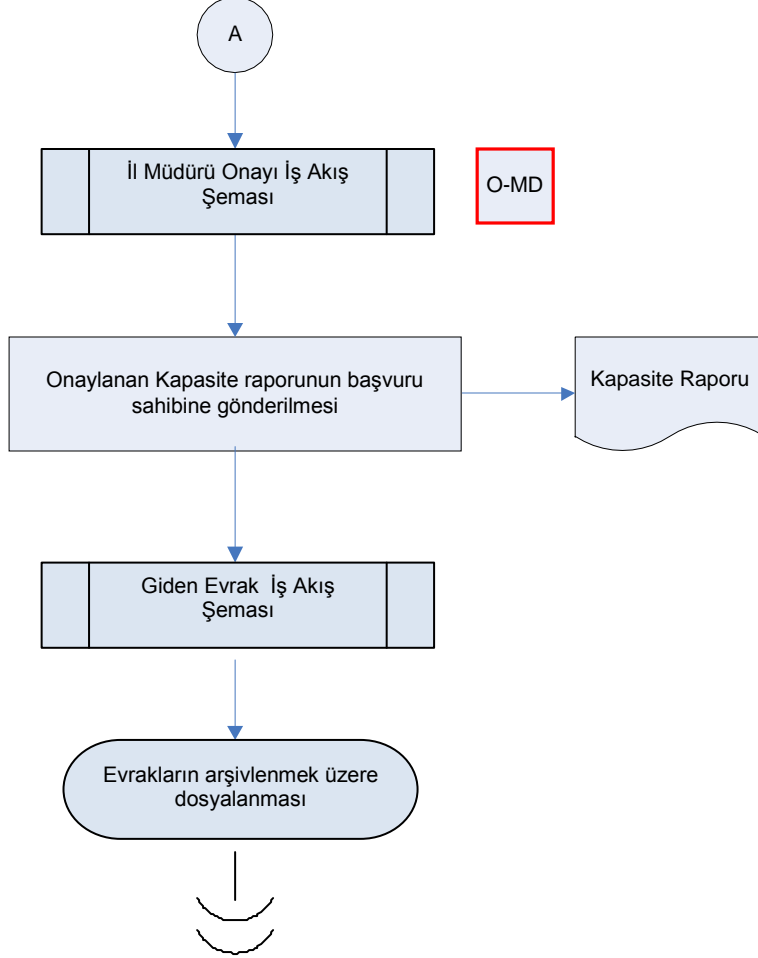 A
İl Müdürü Onayı İş Akış
Şeması
O-MD
Onaylanan Kapasite raporunun başvuru
sahibine gönderilmesi
Kapasite Raporu
Giden Evrak  İş Akış
Şeması
Evrakların arşivlenmek üzere
dosyalanması